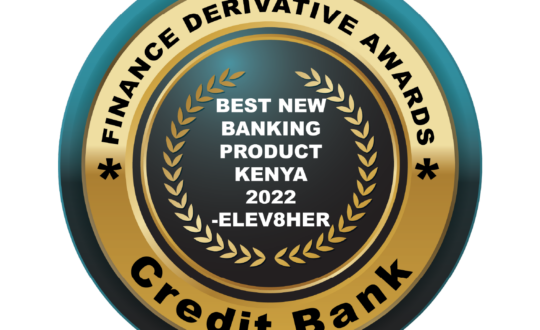 FINANCE DERIVATIVE AWARDS
BEST NEW
BANKING
PRODUCT
KENYA
2022
-ELEV8HER
Credit Bank